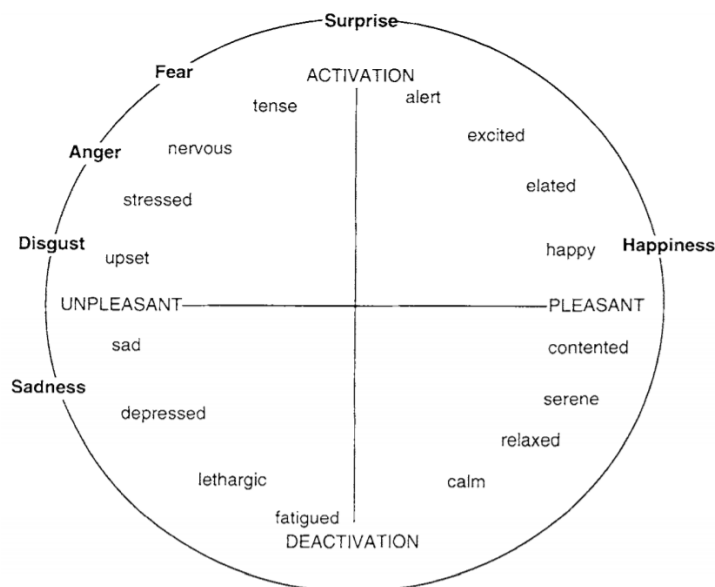 Surprise
Fear
ACTIVATION
tense
alert
excited
Anger
nervous
elated
stressed
Disgust
upset
happy
Happiness
UNPLEASANT
PLEASANT
sad
contented
Sadness
depressed
serene
relaxed
lethargic
calm
fatigued
DEACTIVATION